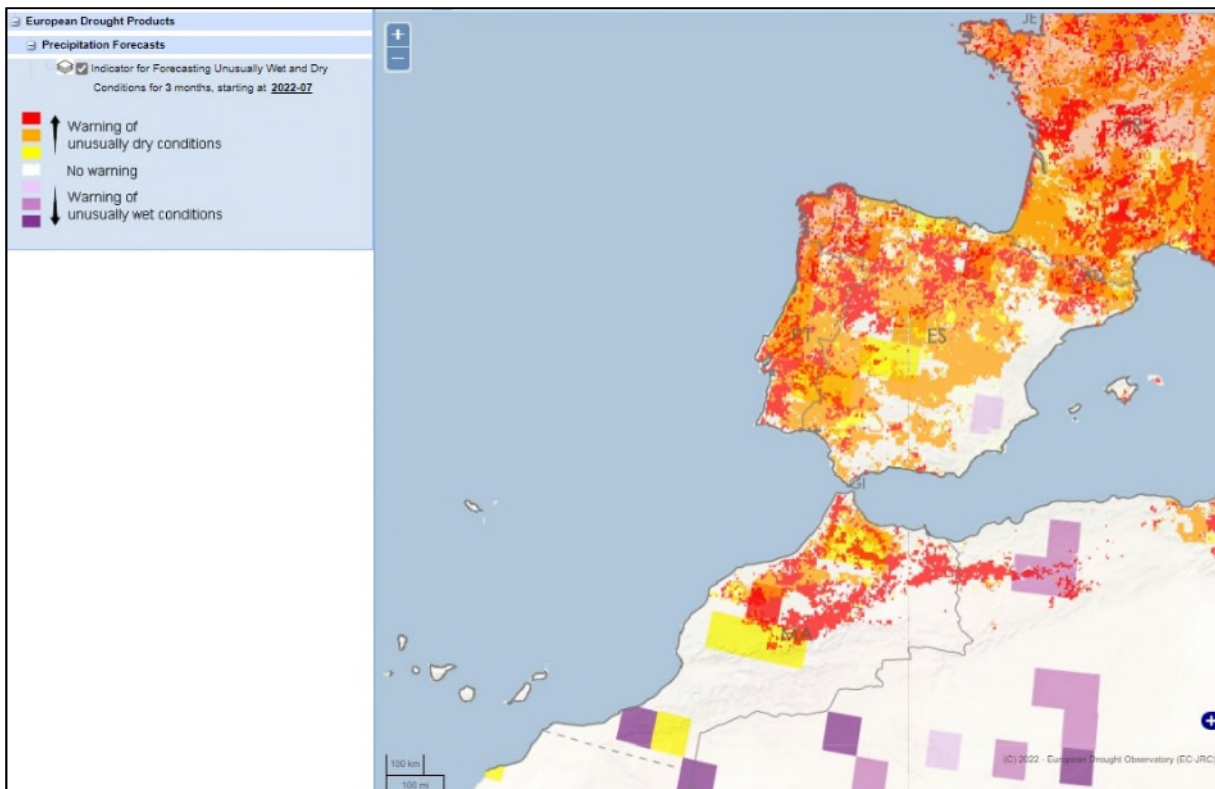 European Drought Products
Precipitation Forecasts
Indicator for Forecasting Unusually Wet and Dry
Conditions for 3 months, starting at 2022-07
Warning of
unusually dry conditions
No warning
Warning of
unusually wet conditions
+
−
JE
FR
PT
ES
GI
MA
100 km
100 mi
+
(C) 2022 - European Drought Observatory (EC-JRC)